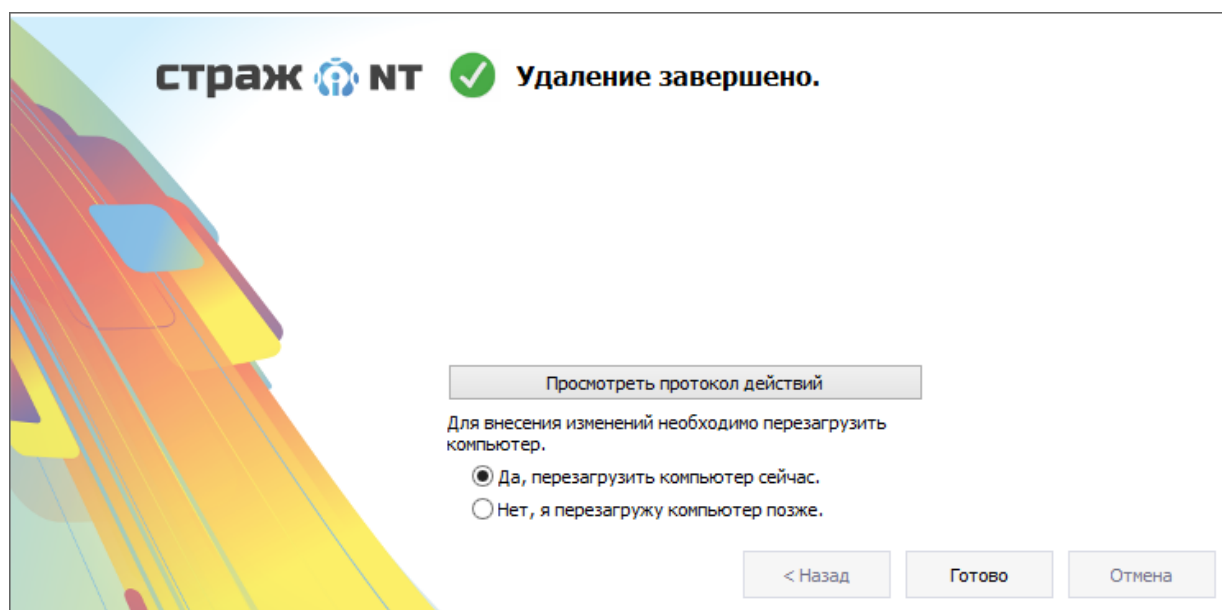 страж NT
Удаление завершено.
Просмотреть протокол действий
Для внесения изменений необходимо перезагрузить
компьютер.
Да, перезагрузить компьютер сейчас.
Нет, я перезагружу компьютер позже.
< Назад
Готово
Отмена